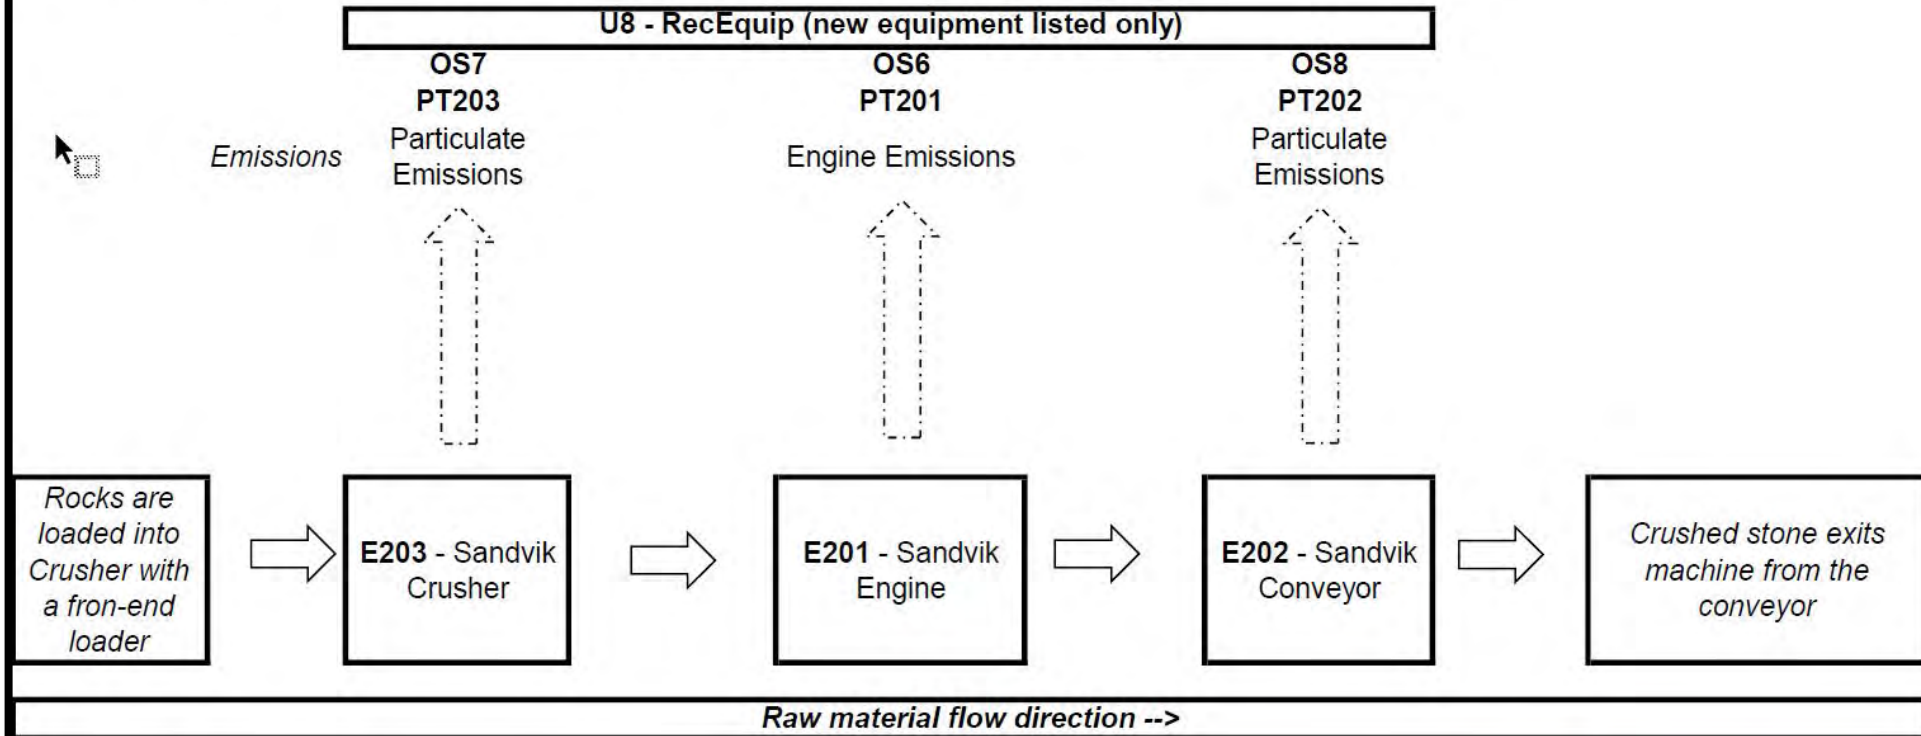 U8 - RecEquip (new equipment listed only)
OS7
PT203
Particulate
Emissions
OS6
PT201
Engine Emissions
OS8
PT202
Particulate
Emissions
Emissions
Rocks are
loaded into
Crusher with
a fron-end
loader
E203 - Sandvik
Crusher
E201 - Sandvik
Engine
E202 - Sandvik
Conveyor
Crushed stone exits
machine from the
conveyor
Raw material flow direction -->